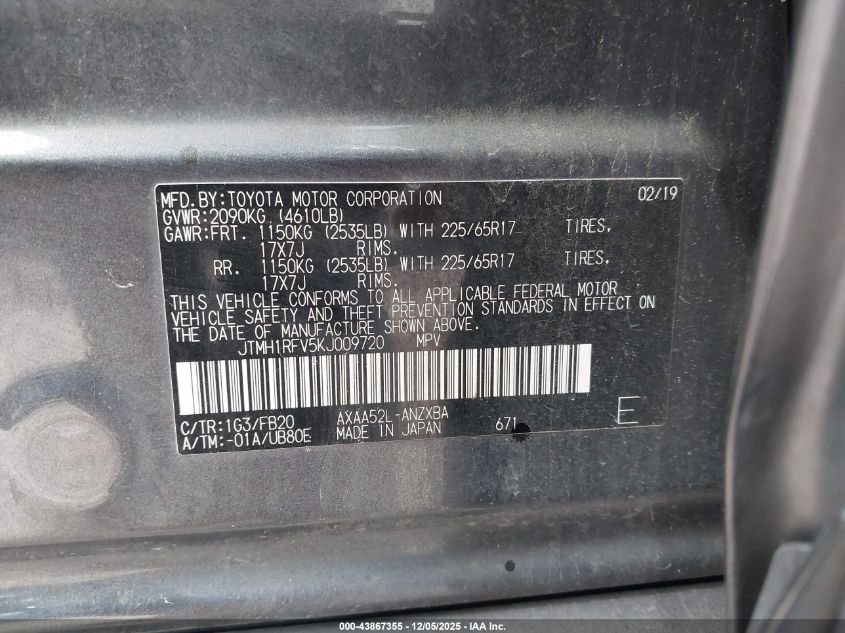 MFD.BY:TOYOTA MOTOR CORPORATION 02/19
GVWR:2090KG (4610LB)
GAWR:FRT. 1150KG (2535LB) WITH 225/65R17 TIRES,
17X7J RIMS.
RR. 1150KG (2535LB) WITH 225/65R17 TIRES,
17X7J RIMS.
THIS VEHICLE CONFORMS TO ALL APPLICABLE FEDERAL MOTOR
VEHICLE SAFETY AND THEFT PREVENTION STANDARDS IN EFFECT ON
THE DATE OF MANUFACTURE SHOWN ABOVE.
JTMH1RFV5KJ009720 MPV
C/TR:1G3/FB20 AXAA52L-ANZXBA 671 E
A/TM:-01A/UB80E MADE IN JAPAN
000-43867355 - 12/05/2025 - IAA Inc.